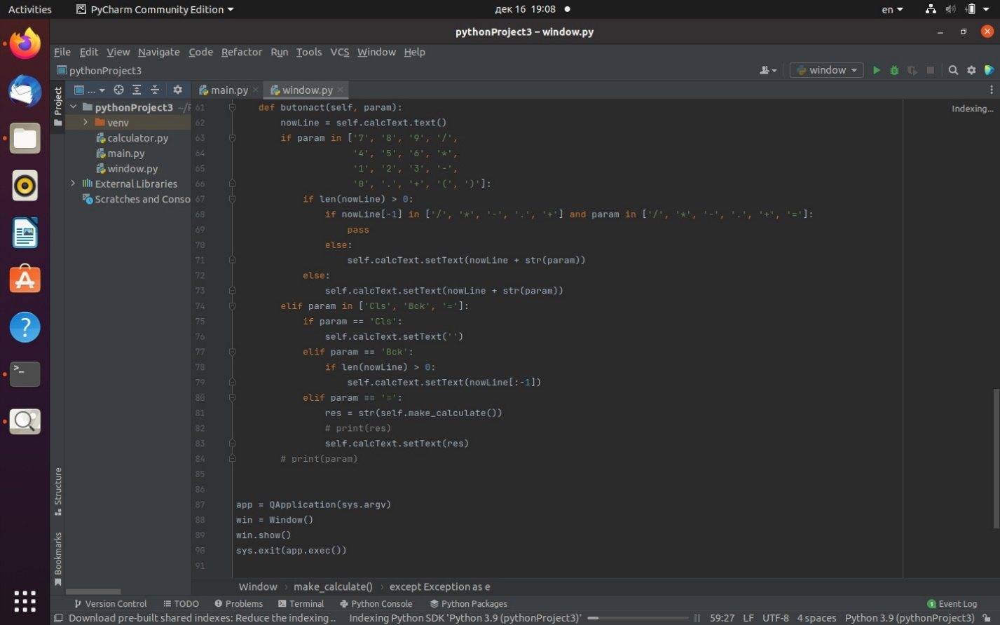 Activities PyCharm Community Edition дек 16 19:08 en
pythonProject3 – window.py
File Edit View Navigate Code Refactor Run Tools VCS Window Help
pythonProject3 window
Project ... main.py window.py
pythonProject3 ~/P
venv
calculator.py
main.py
window.py
External Libraries
Scratches and Conso
Indexing...
61 def butonact(self, param):
62 nowLine = self.calcText.text()
63 if param in ['7', '8', '9', '/',
64 '4', '5', '6', '*',
65 '1', '2', '3', '-',
66 '0', '.', '+', '(', ')']:
67 if len(nowLine) > 0:
68 if nowLine[-1] in ['/', '*', '-', '.', '+'] and param in ['/', '*', '-', '.', '+', '=']:
69 pass
70 else:
71 self.calcText.setText(nowLine + str(param))
72 else:
73 self.calcText.setText(nowLine + str(param))
74 elif param in ['Cls', 'Bck', '=']:
75 if param == 'Cls':
76 self.calcText.setText('')
77 elif param == 'Bck':
78 if len(nowLine) > 0:
79 self.calcText.setText(nowLine[:-1])
80 elif param == '=':
81 res = str(self.make_calculate())
82 # print(res)
83 self.calcText.setText(res)
84 # print(param)
85
86
87 app = QApplication(sys.argv)
88 win = Window()
89 win.show()
90 sys.exit(app.exec())
91
Structure
Bookmarks
Window › make_calculate() › except Exception as e
Version Control TODO Problems Terminal Python Console Python Packages 1 Event Log
Download pre-built shared indexes: Reduce the indexing .. Indexing Python SDK 'Python 3.9 (pythonProject3)' 59:27 LF UTF-8 4 spaces Python 3.9 (pythonProject3)